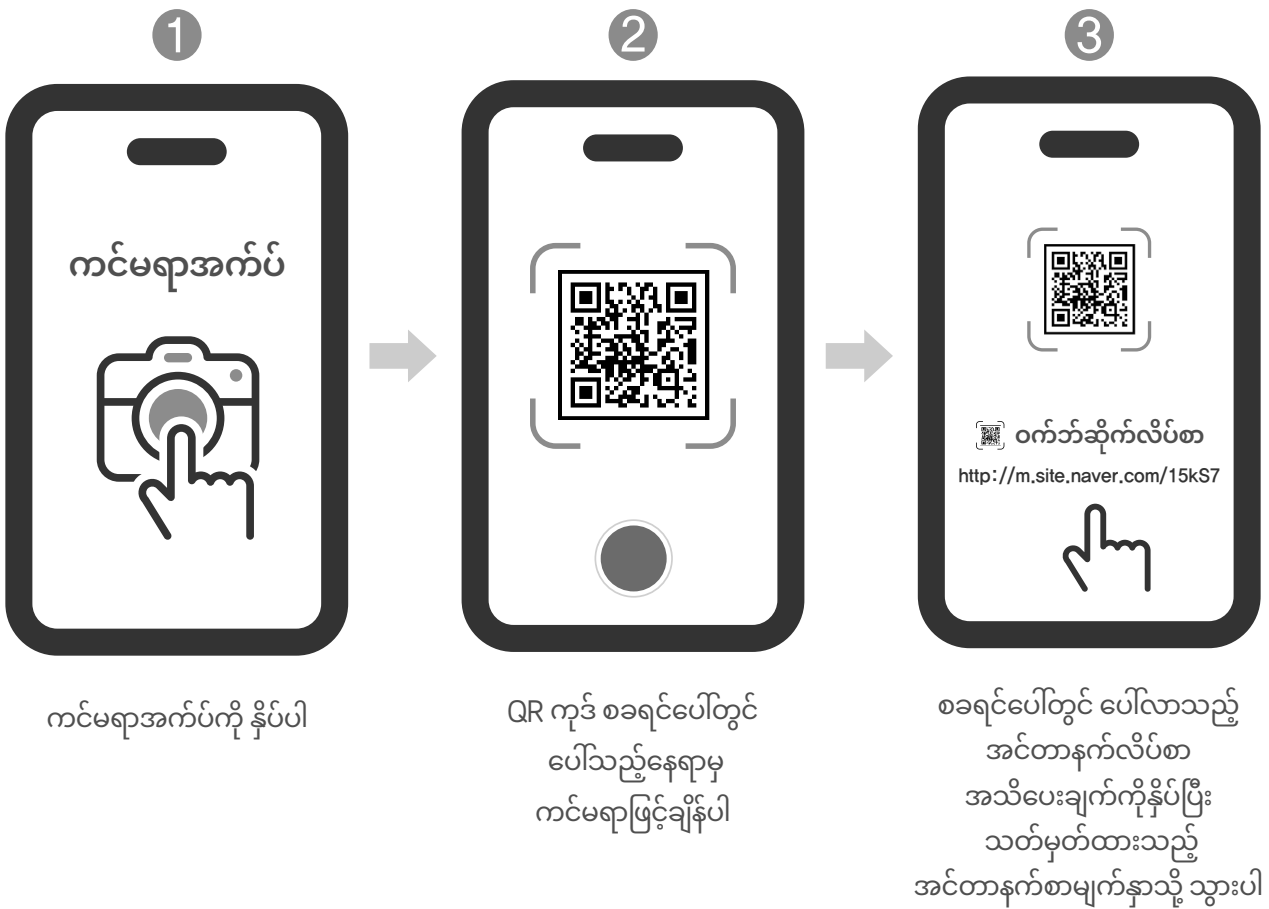 1
2
3
ကင်မရာအက်ပ်
ဝက်ဘ်ဆိုက်လိပ်စာ
http://m.site.naver.com/15kS7
ကင်မရာအက်ပ်ကို နှိပ်ပါ
QR ကုဒ် စခရင်ပေါ်တွင်
ပေါ်သည့်နေရာမှ
ကင်မရာဖြင့်ချိန်ပါ
စခရင်ပေါ်တွင် ပေါ်လာသည့်
အင်တာနက်လိပ်စာ
အသိပေးချက်ကိုနှိပ်ပြီး
သတ်မှတ်ထားသည့်
အင်တာနက်စာမျက်နှာသို့ သွားပါ